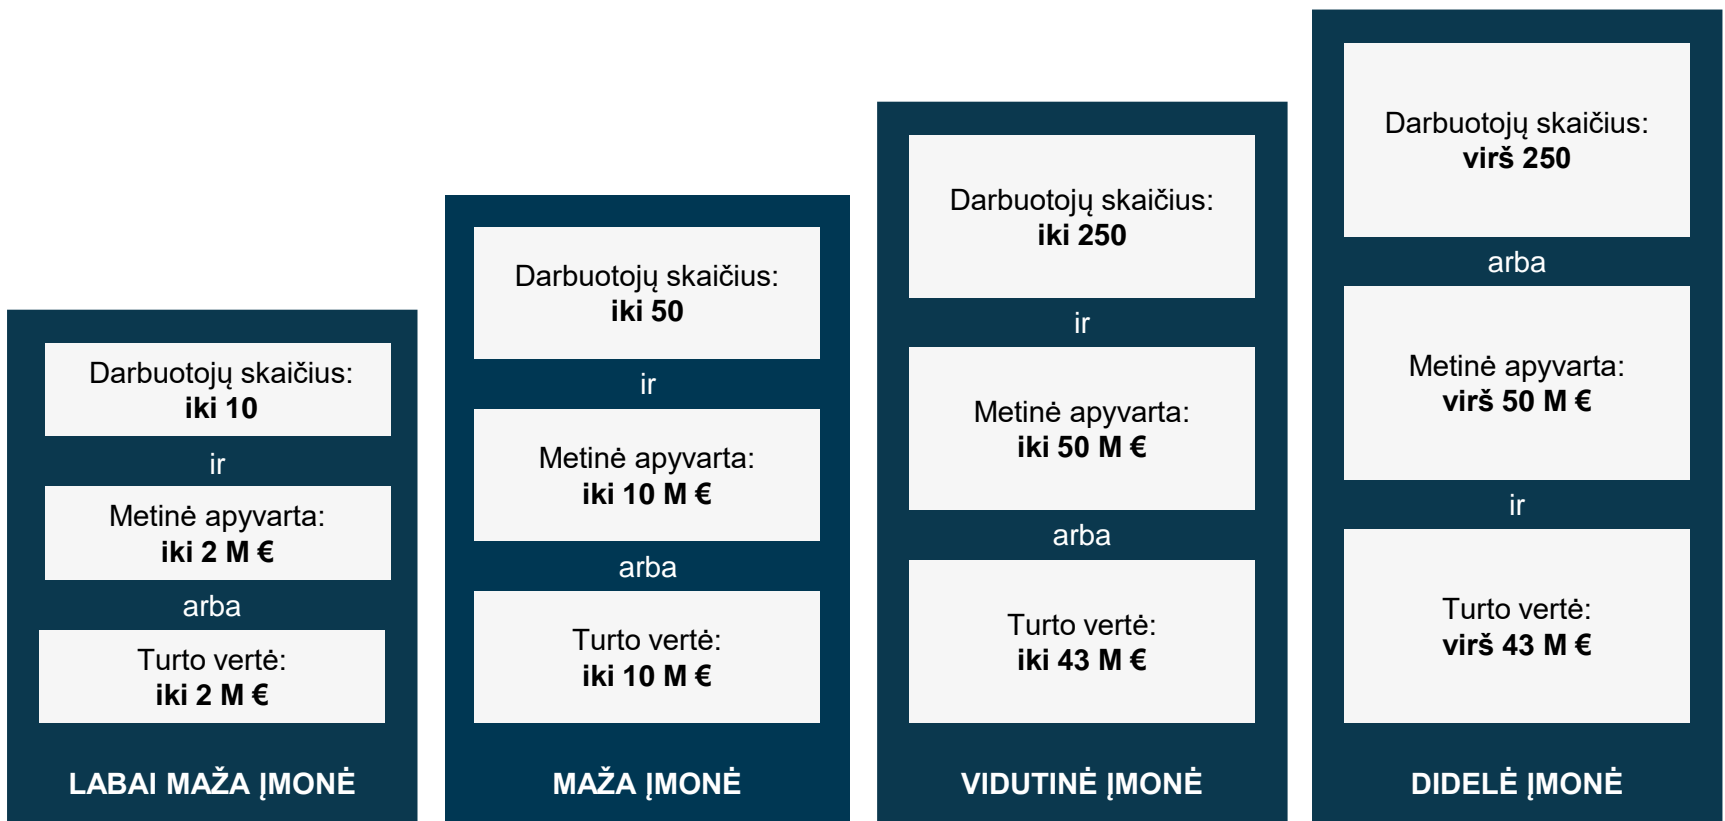 Darbuotojų skaičius:
iki 10
ir
Metinė apyvarta:
iki 2 M €
arba
Turto vertė:
iki 2 M €
LABAI MAŽA ĮMONĖ
Darbuotojų skaičius:
iki 50
ir
Metinė apyvarta:
iki 10 M €
arba
Turto vertė:
iki 10 M €
MAŽA ĮMONĖ
Darbuotojų skaičius:
iki 250
ir
Metinė apyvarta:
iki 50 M €
arba
Turto vertė:
iki 43 M €
VIDUTINĖ ĮMONĖ
Darbuotojų skaičius:
virš 250
arba
Metinė apyvarta:
virš 50 M €
ir
Turto vertė:
virš 43 M €
DIDELĖ ĮMONĖ